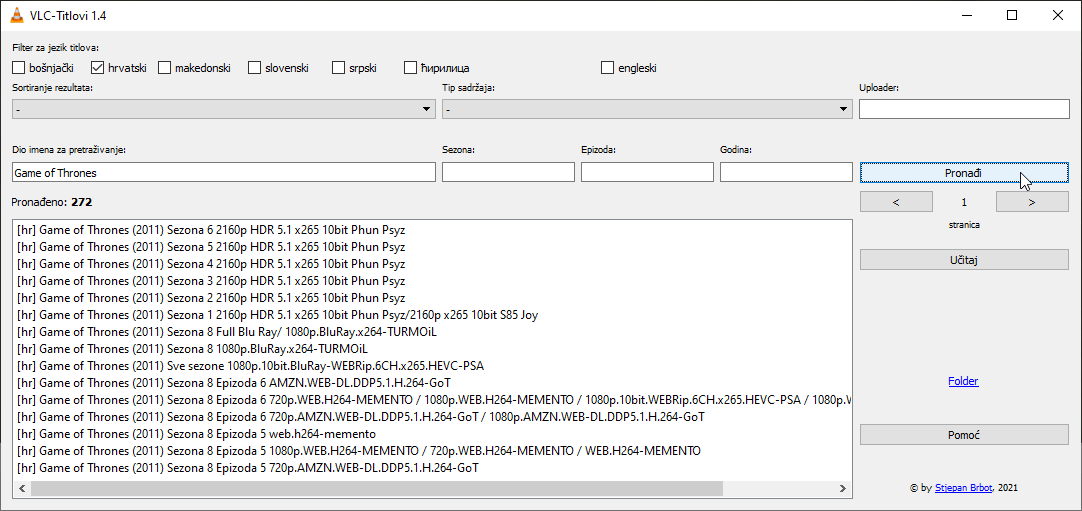 VLC-Titlovi 1.4
Filter za jezik titlova:
bošnjački hrvatski makedonski slovenski srpski ћирилица engleski
Sortiranje rezultata: Tip sadržaja: Uploader:
- -
Dio imena za pretraživanje: Sezona: Epizoda: Godina:
Game of Thrones Pronađi
Pronađeno: 272 < 1 >
stranica
[hr] Game of Thrones (2011) Sezona 6 2160p HDR 5.1 x265 10bit Phun Psyz
[hr] Game of Thrones (2011) Sezona 5 2160p HDR 5.1 x265 10bit Phun Psyz
[hr] Game of Thrones (2011) Sezona 4 2160p HDR 5.1 x265 10bit Phun Psyz
[hr] Game of Thrones (2011) Sezona 3 2160p HDR 5.1 x265 10bit Phun Psyz
[hr] Game of Thrones (2011) Sezona 2 2160p HDR 5.1 x265 10bit Phun Psyz
[hr] Game of Thrones (2011) Sezona 1 2160p HDR 5.1 x265 10bit Phun Psyz/2160p x265 10bit S85 Joy
[hr] Game of Thrones (2011) Sezona 8 Full Blu Ray/ 1080p.BluRay.x264-TURMOiL
[hr] Game of Thrones (2011) Sezona 8 1080p.BluRay.x264-TURMOiL
[hr] Game of Thrones (2011) Sve sezone 1080p.10bit.BluRay-WEBRip.6CH.x265.HEVC-PSA
[hr] Game of Thrones (2011) Sezona 8 Epizoda 6 AMZN.WEB-DL.DDP5.1.H.264-GoT
[hr] Game of Thrones (2011) Sezona 8 Epizoda 6 720p.WEB.H264-MEMENTO / 1080p.WEB.H264-MEMENTO / 1080p.10bit.WEBRip.6CH.x265.HEVC-PSA / 1080p.W
[hr] Game of Thrones (2011) Sezona 8 Epizoda 6 720p.AMZN.WEB-DL.DDP5.1.H.264-GoT / 1080p.AMZN.WEB-DL.DDP5.1.H.264-GoT
[hr] Game of Thrones (2011) Sezona 8 Epizoda 5 web.h264-memento
[hr] Game of Thrones (2011) Sezona 8 Epizoda 5 1080p.WEB.H264-MEMENTO / 720p.WEB.H264-MEMENTO / WEB.H264-MEMENTO
[hr] Game of Thrones (2011) Sezona 8 Epizoda 5 720p.AMZN.WEB-DL.DDP5.1.H.264-GoT
Učitaj
Folder
Pomoć
© by Stjepan Brbot, 2021